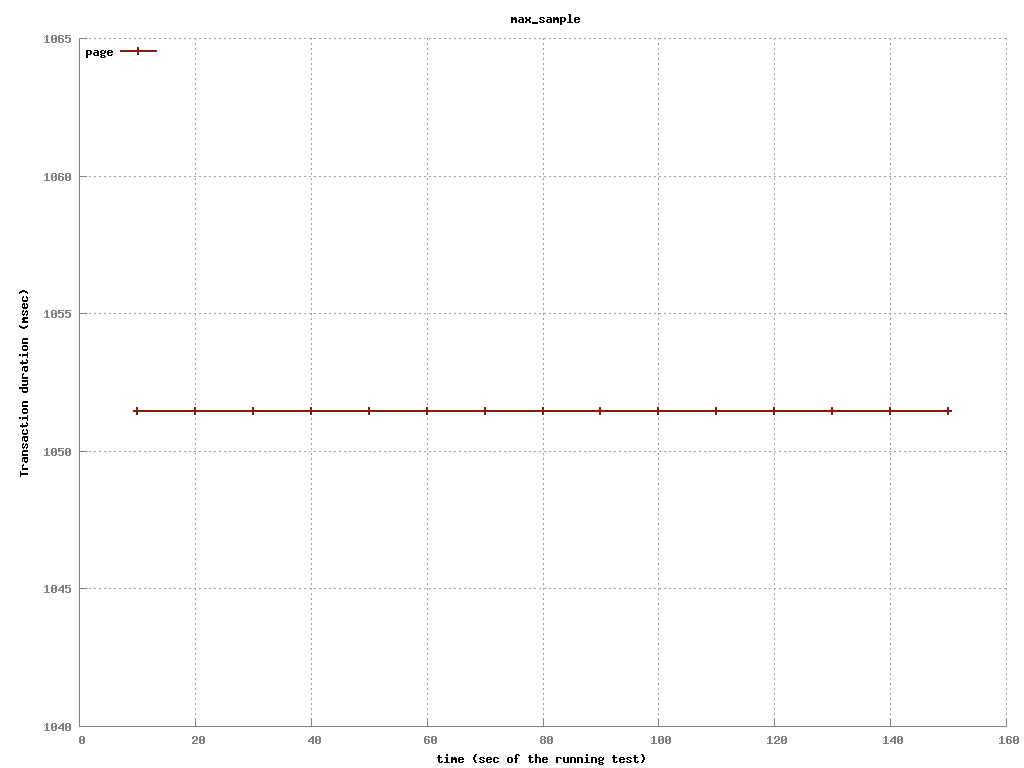 max_sample
page
1065
1060
1055
1050
1045
1040
Transaction duration (msec)
0 20 40 60 80 100 120 140 160
time (sec of the running test)